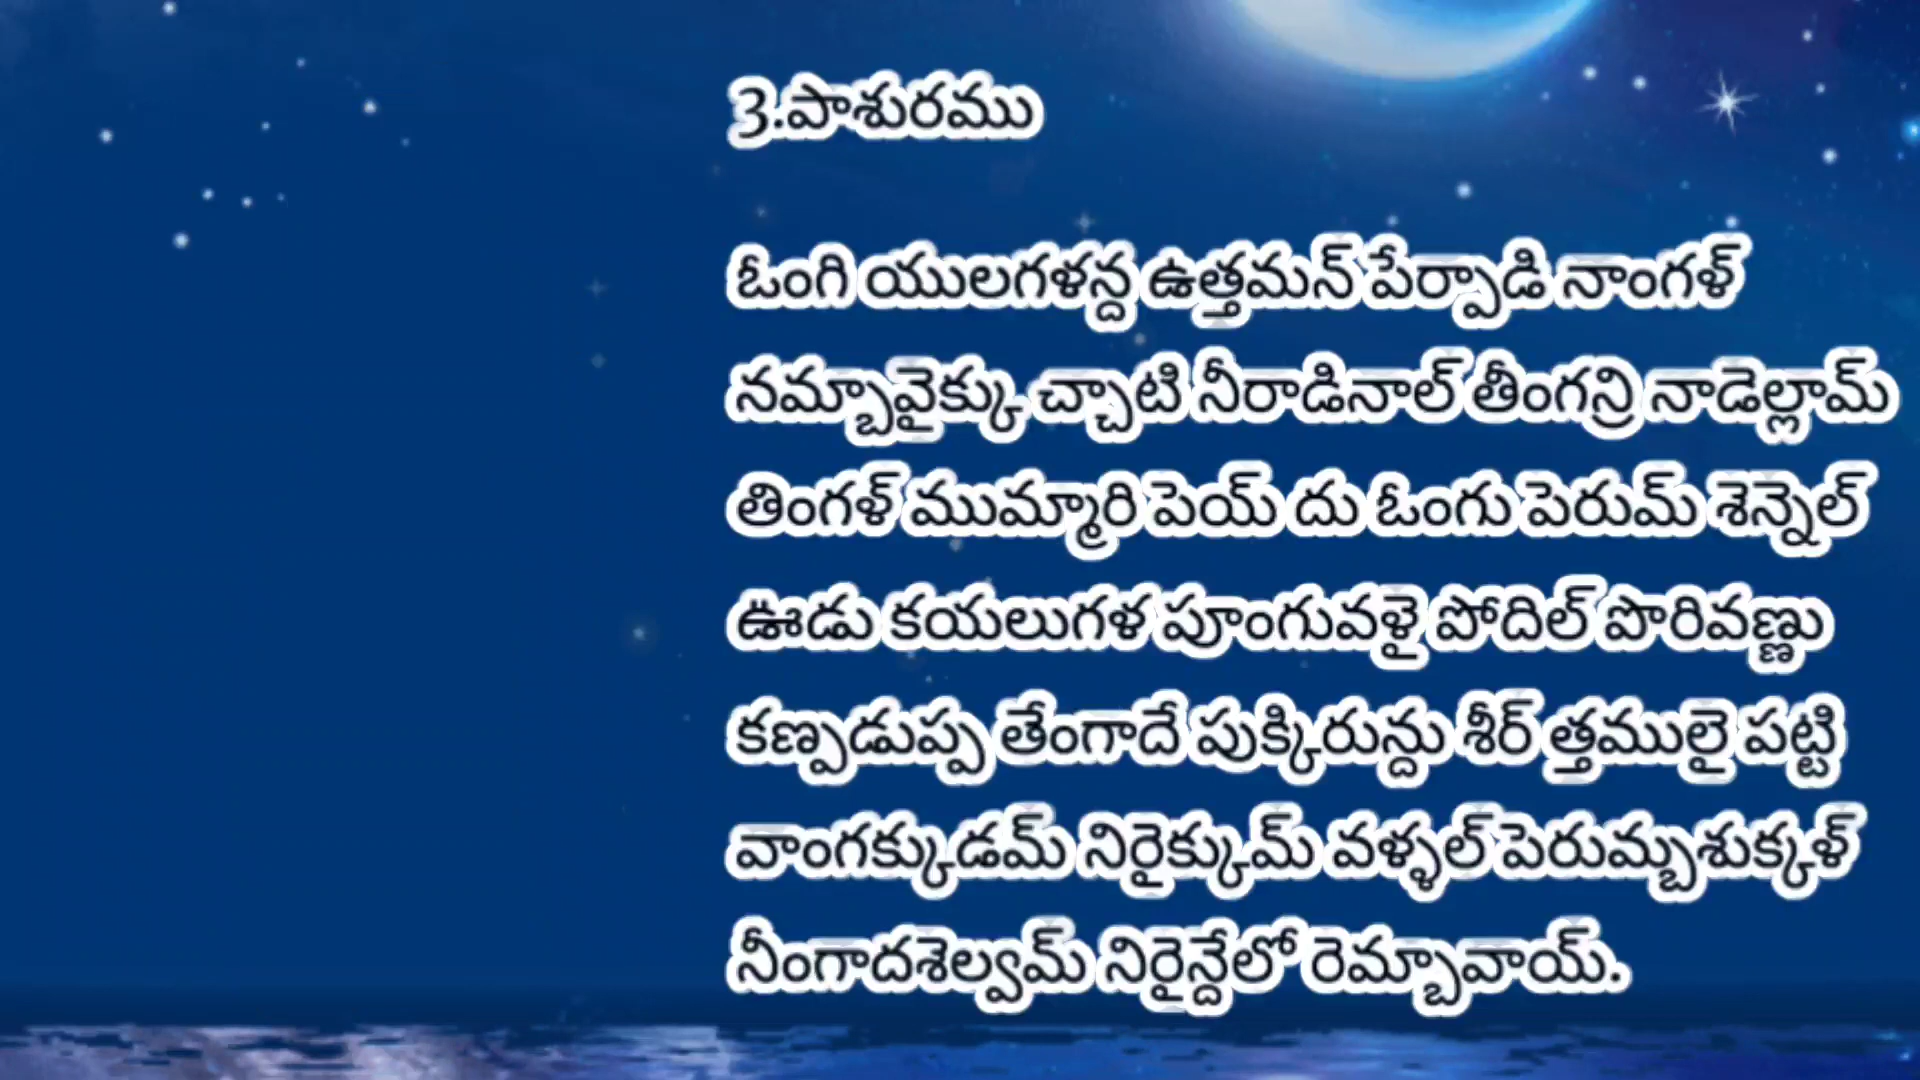 3.పాశురము
ఓంగి యులగళన్ద ఉత్తమన్ పేర్పాడి నాంగళ్
నమ్బావైక్కు చ్చాటి నీరాడినాల్ తీంగన్రి నాడెల్లామ్
తింగళ్ ముమ్మారి పెయ్ దు ఓంగు పెరుమ్ శెన్నెల్
ఊడు కయలుగళ పూంగువళై పోదిల్ పొరివణ్ణు
కణ్పడుప్ప తేంగాదే పుక్కిరున్దు శీర్ త్తములై పట్టి
వాంగక్కుడమ్ నిరైక్కుమ్ వళ్ళల్ పెరుమ్బశుక్కళ్
నీంగాదశెల్వమ్ నిరైన్దేలో రెమ్బావాయ్.